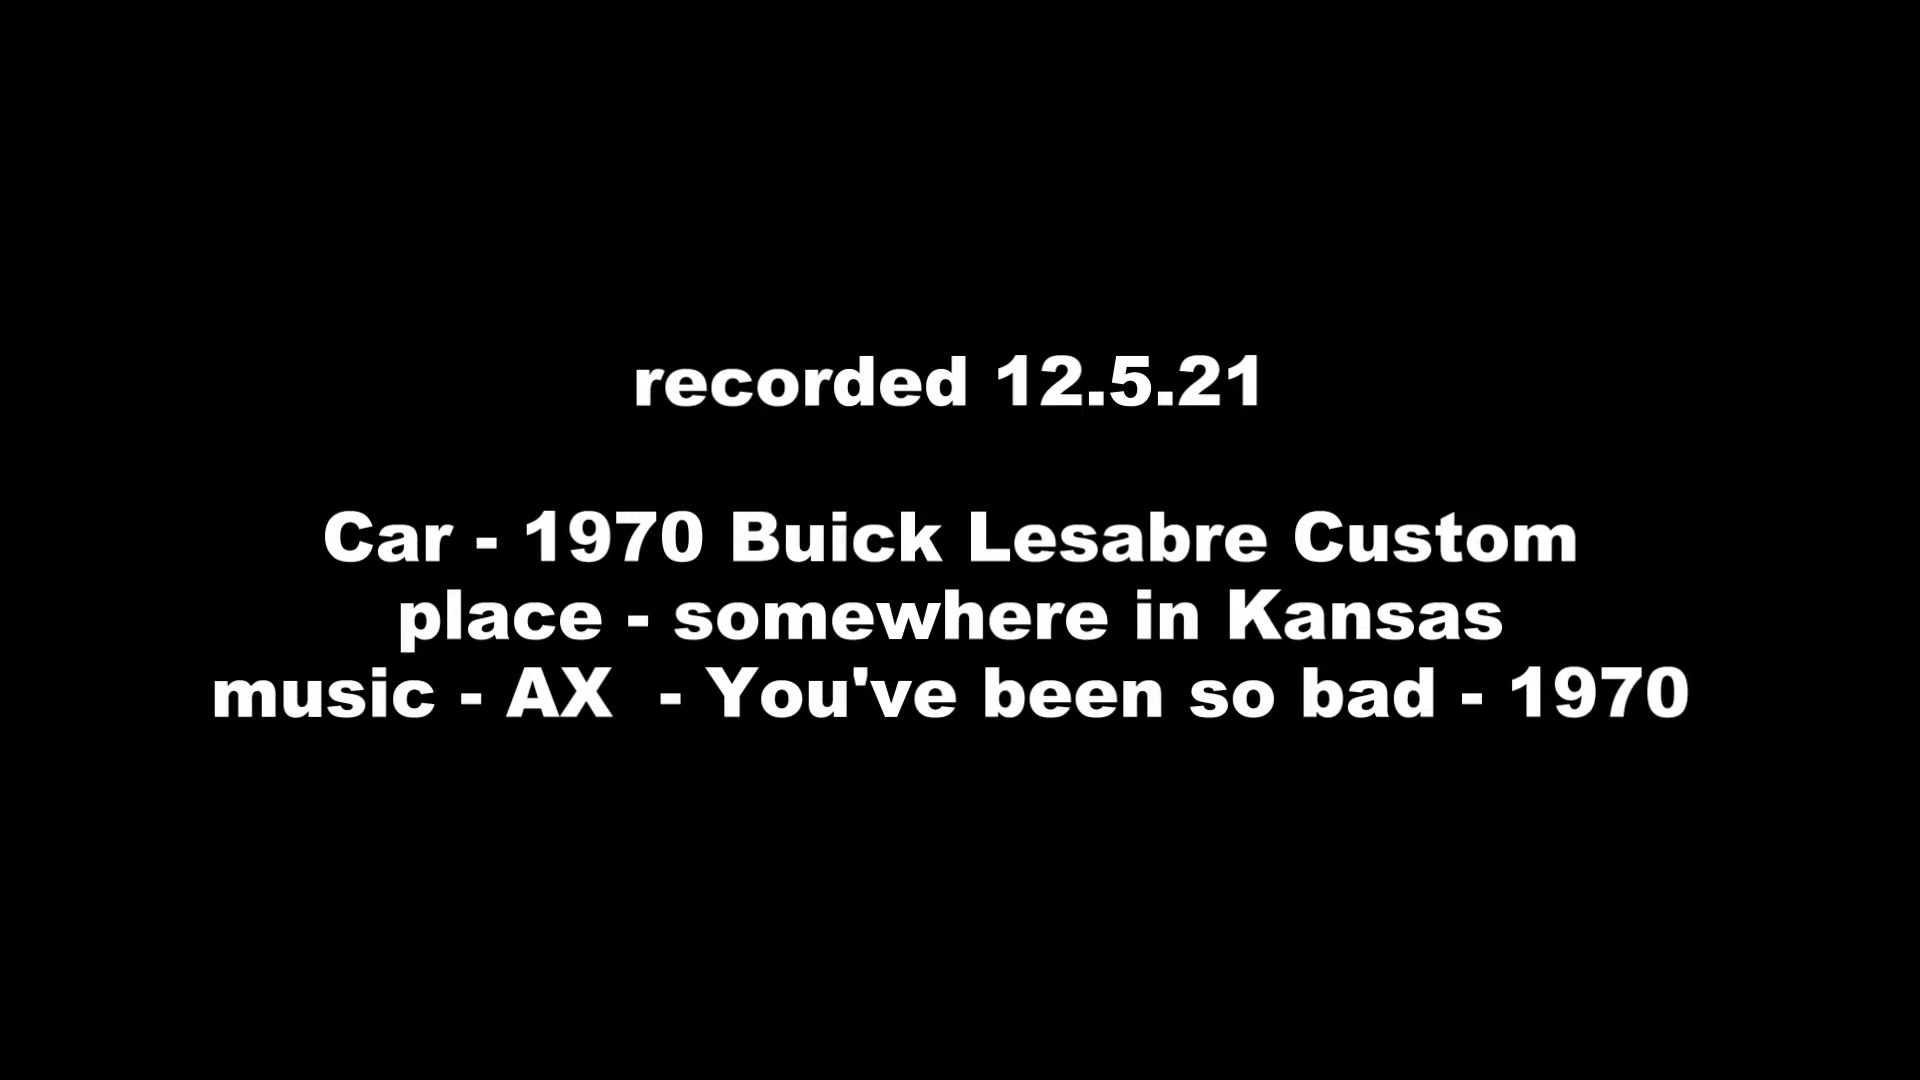 recorded 12.5.21
Car - 1970 Buick Lesabre Custom
place - somewhere in Kansas
music - AX  - You've been so bad - 1970